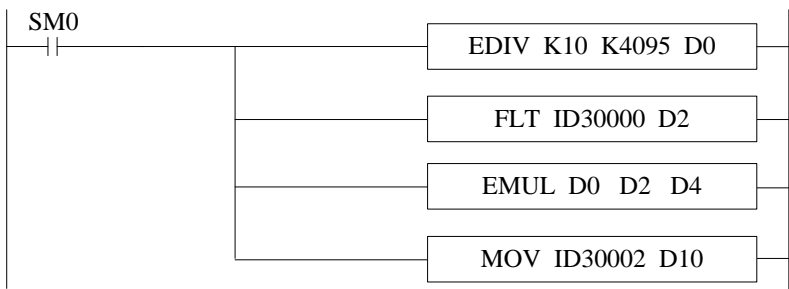 SM0
EDIV K10 K4095 D0
FLT ID30000 D2
EMUL D0 D2 D4
MOV ID30002 D10